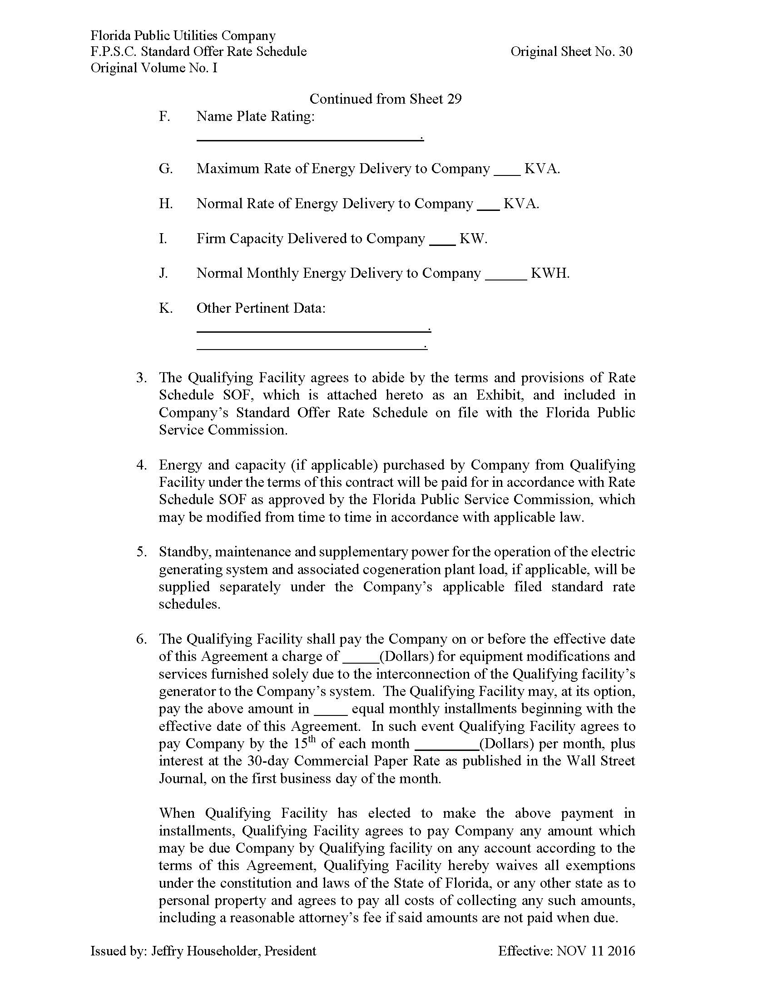 Florida Public Utilities Company
F.P.S.C. Standard Offer Rate Schedule Original Sheet No. 30
Original Volume No. I
Continued from Sheet 29
F. Name Plate Rating:
______________________________.
G. Maximum Rate of Energy Delivery to Company ____ KVA.
H. Normal Rate of Energy Delivery to Company ___ KVA.
I. Firm Capacity Delivered to Company ____ KW.
J. Normal Monthly Energy Delivery to Company ______ KWH.
K. Other Pertinent Data:
_______________________________.
_______________________________.
3. The Qualifying Facility agrees to abide by the terms and provisions of Rate
Schedule SOF, which is attached hereto as an Exhibit, and included in
Company’s Standard Offer Rate Schedule on file with the Florida Public
Service Commission.
4. Energy and capacity (if applicable) purchased by Company from Qualifying
Facility under the terms of this contract will be paid for in accordance with Rate
Schedule SOF as approved by the Florida Public Service Commission, which
may be modified from time to time in accordance with applicable law.
5. Standby, maintenance and supplementary power for the operation of the electric
generating system and associated cogeneration plant load, if applicable, will be
supplied separately under the Company’s applicable filed standard rate
schedules.
6. The Qualifying Facility shall pay the Company on or before the effective date
of this Agreement a charge of _____(Dollars) for equipment modifications and
services furnished solely due to the interconnection of the Qualifying facility’s
generator to the Company’s system. The Qualifying Facility may, at its option,
pay the above amount in _____ equal monthly installments beginning with the
effective date of this Agreement. In such event Qualifying Facility agrees to
pay Company by the 15th of each month _________(Dollars) per month, plus
interest at the 30-day Commercial Paper Rate as published in the Wall Street
Journal, on the first business day of the month.
When Qualifying Facility has elected to make the above payment in
installments, Qualifying Facility agrees to pay Company any amount which
may be due Company by Qualifying facility on any account according to the
terms of this Agreement, Qualifying Facility hereby waives all exemptions
under the constitution and laws of the State of Florida, or any other state as to
personal property and agrees to pay all costs of collecting any such amounts,
including a reasonable attorney’s fee if said amounts are not paid when due.
Issued by: Jeffry Householder, President Effective: NOV 11 2016